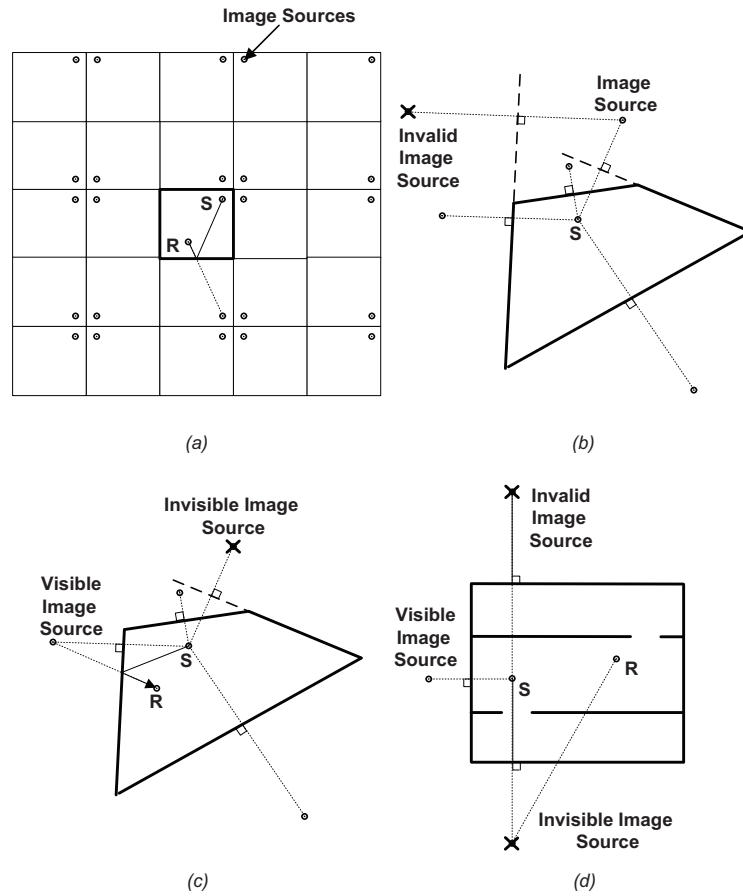 Image Sources
S
R
(a)
Image
Source
Invalid
Image
Source
S
(b)
Invisible Image
Source
Visible
Image
Source
S
R
(c)
Invalid
Image
Source
Visible
Image
Source
R
S
Invisible Image
Source
(d)